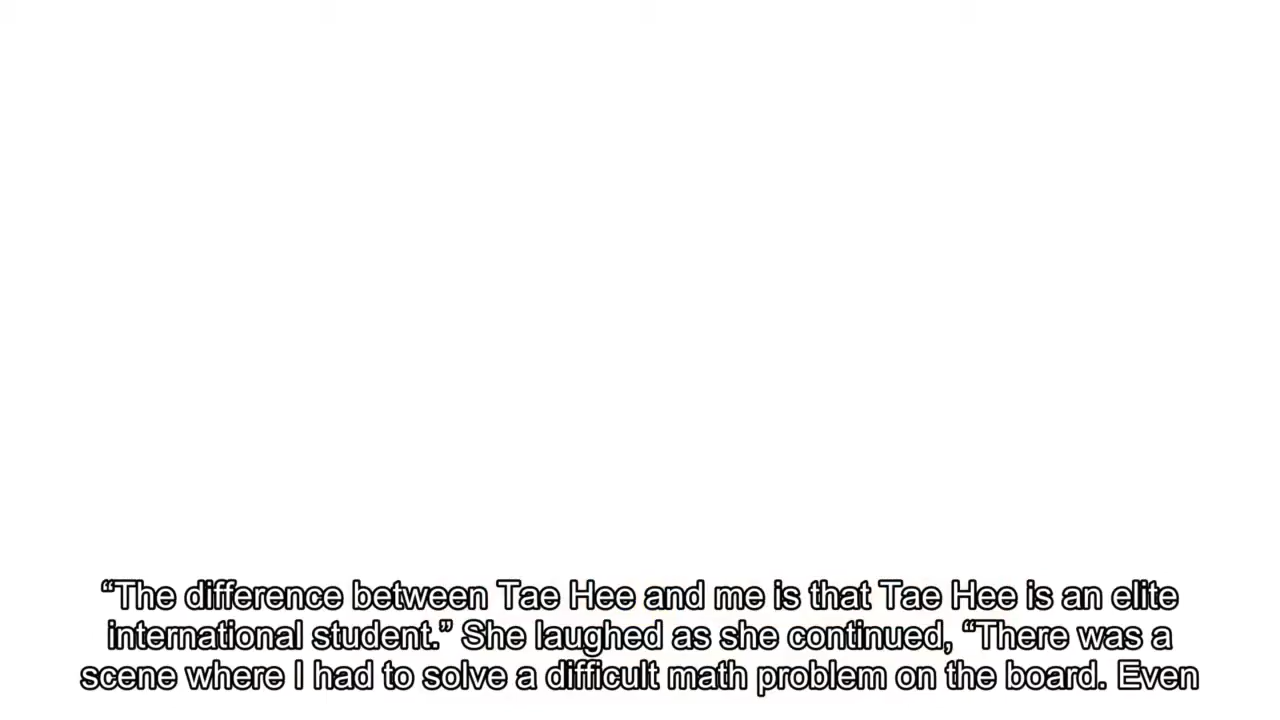 “The difference between Tae Hee and me is that Tae Hee is an elite
international student.” She laughed as she continued, “There was a
scene where I had to solve a difficult math problem on the board. Even